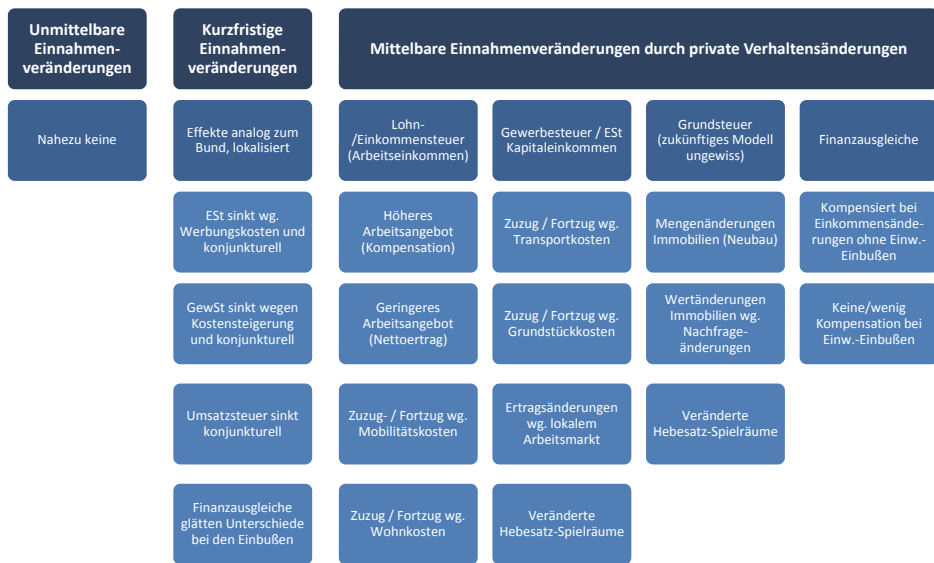 Unmittelbare
Einnahmen-
veränderungen
Kurzfristige
Einnahmen-
veränderungen
Mittelbare Einnahmenveränderungen durch private Verhaltensänderungen
Nahezu keine
Effekte analog zum
Bund, lokalisiert
Lohn-
/Einkommensteuer
(Arbeitseinkommen)
Gewerbesteuer / ESt
Kapitaleinkommen
Grundsteuer
(zukünftiges Modell
ungewiss)
Finanzausgleiche
ESt sinkt wg.
Werbungskosten und
konjunkturell
Höheres
Arbeitsangebot
(Kompensation)
Zuzug / Fortzug wg.
Transportkosten
Mengenänderungen
Immobilien (Neubau)
Kompensiert bei
Einkommensände-
rungen ohne Einw.-
Einbußen
GewSt sinkt wegen
Kostensteigerung
und konjunkturell
Geringeres
Arbeitsangebot
(Nettoertrag)
Zuzug / Fortzug wg.
Grundstückkosten
Wertänderungen
Immobilien wg.
Nachfrage-
änderungen
Keine/wenig
Kompensation bei
Einw.-Einbußen
Umsatzsteuer sinkt
konjunkturell
Zuzug- / Fortzug wg.
Mobilitätskosten
Ertragsänderungen
wg. lokalem
Arbeitsmarkt
Veränderte
Hebesatz-Spielräume
Finanzausgleiche
glätten Unterschiede
bei den Einbußen
Zuzug / Fortzug wg.
Wohnkosten
Veränderte
Hebesatz-Spielräume